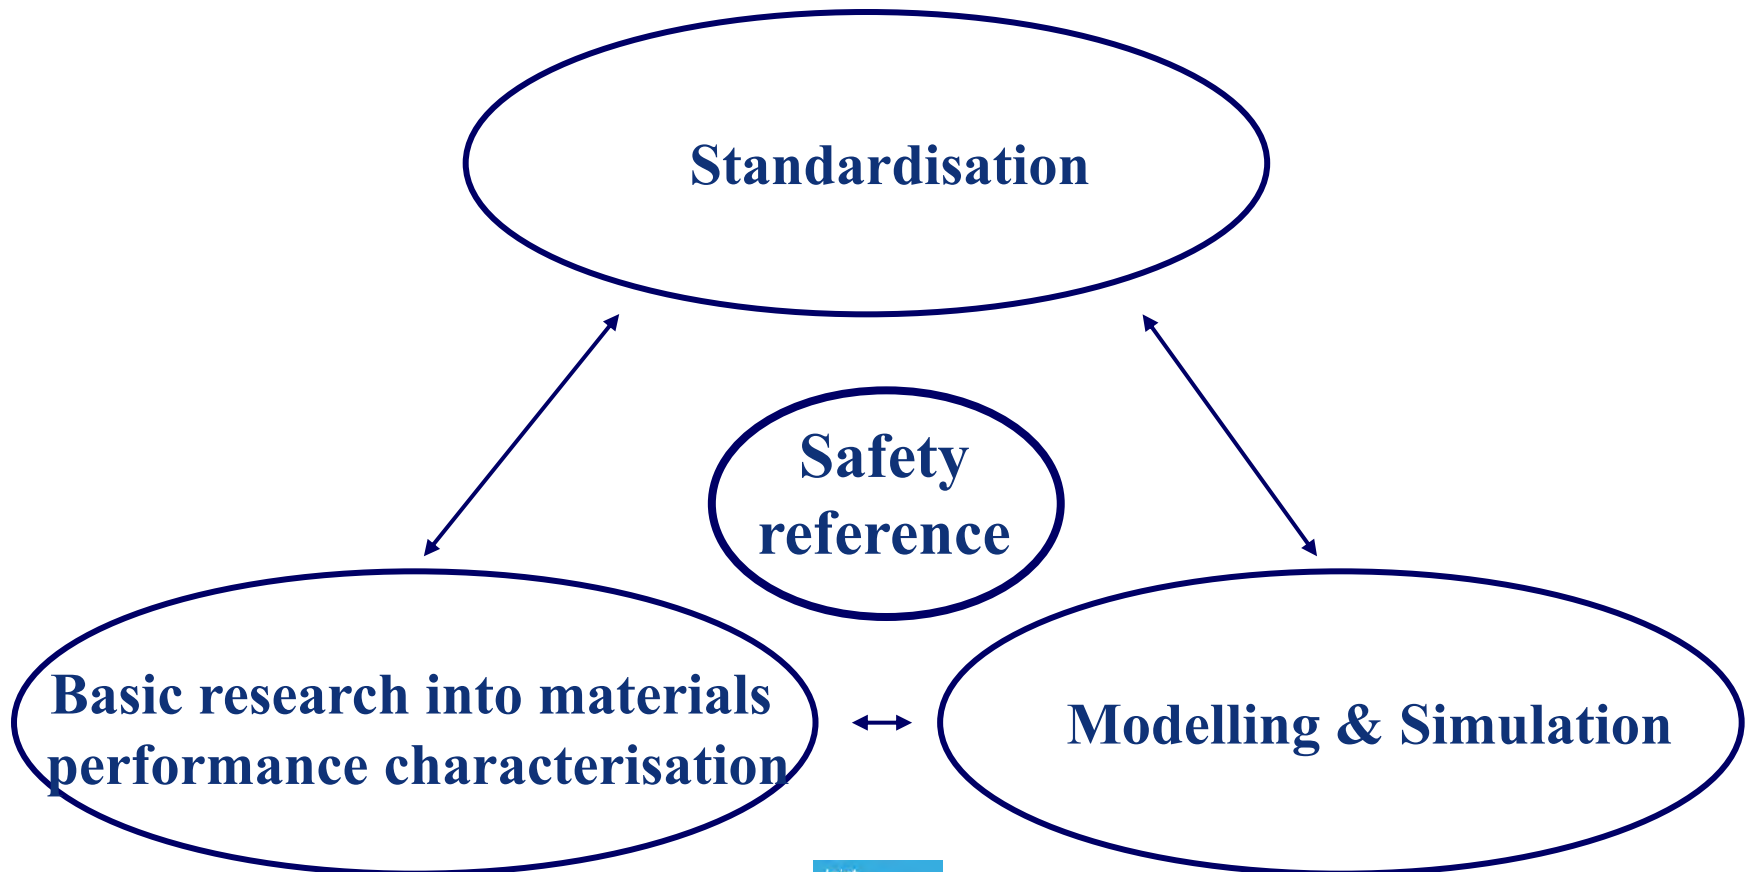 Standardisation
Safety
reference
Basic research into materials
performance characterisation
Modelling & Simulation